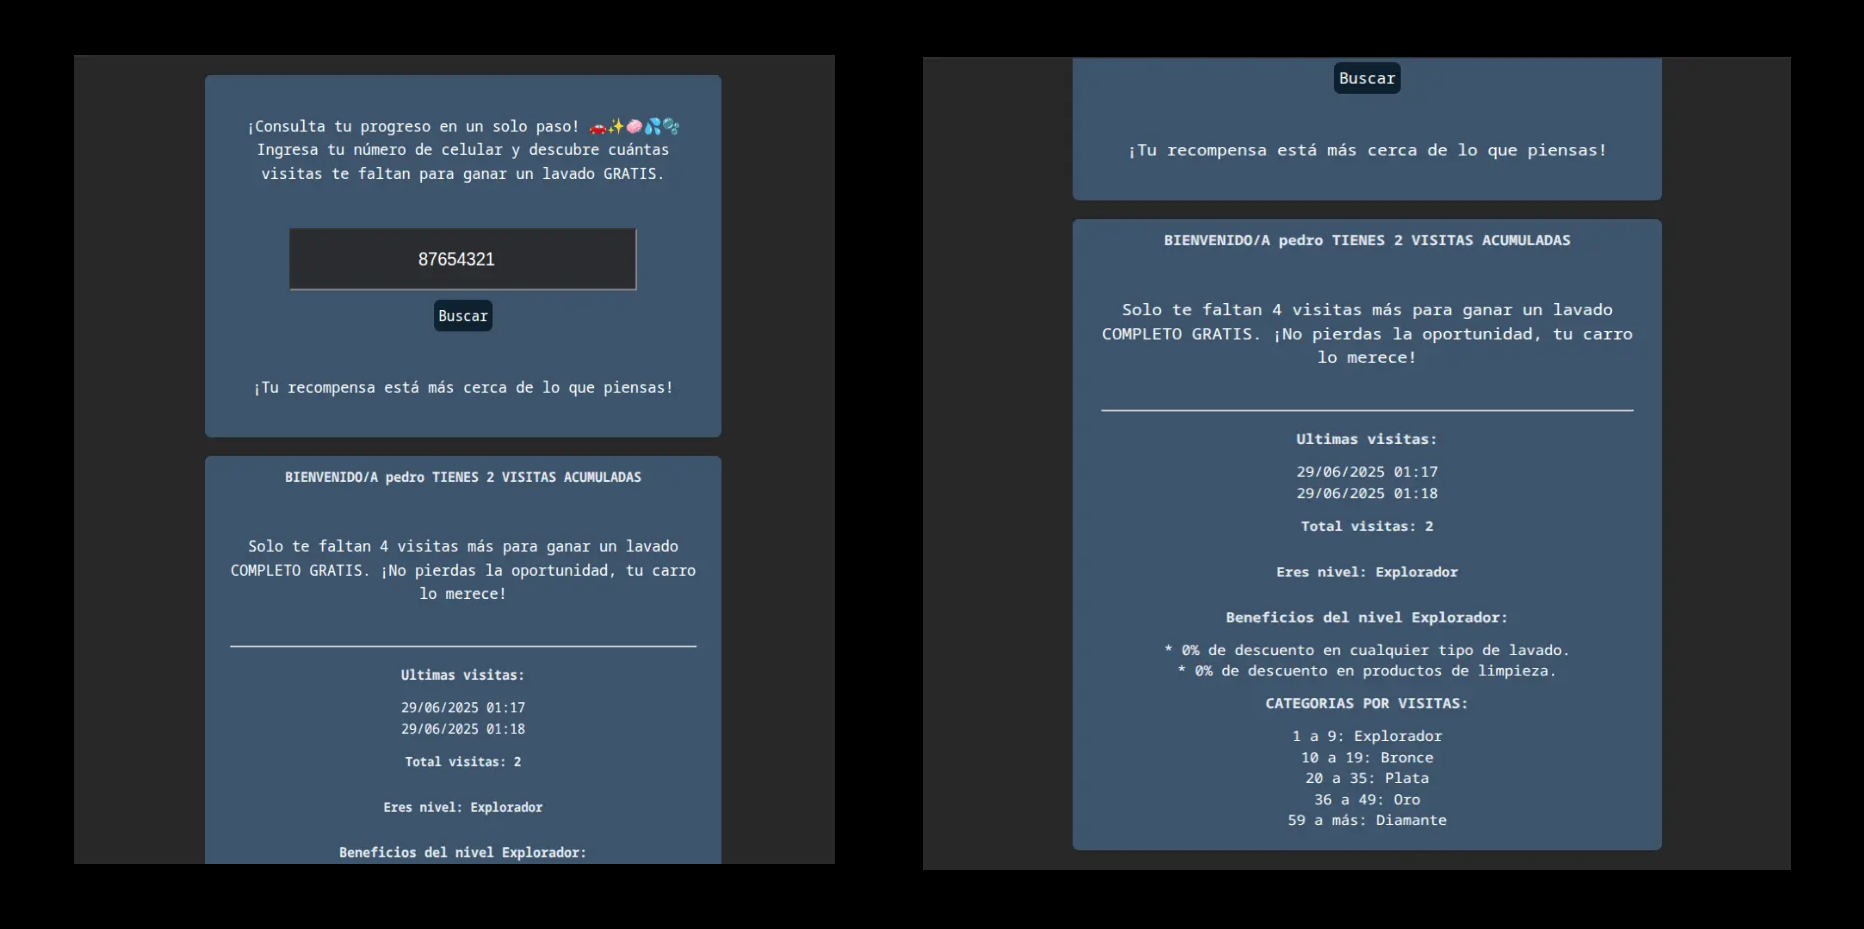 ¡Consulta tu progreso en un solo paso! 🚗✨🧼💦🫧
Ingresa tu número de celular y descubre cuántas
visitas te faltan para ganar un lavado GRATIS.
87654321
Buscar
¡Tu recompensa está más cerca de lo que piensas!
BIENVENIDO/A pedro TIENES 2 VISITAS ACUMULADAS
Solo te faltan 4 visitas más para ganar un lavado
COMPLETO GRATIS. ¡No pierdas la oportunidad, tu carro
lo merece!
Ultimas visitas:
29/06/2025 01:17
29/06/2025 01:18
Total visitas: 2
Eres nivel: Explorador
Beneficios del nivel Explorador:
Buscar
¡Tu recompensa está más cerca de lo que piensas!
BIENVENIDO/A pedro TIENES 2 VISITAS ACUMULADAS
Solo te faltan 4 visitas más para ganar un lavado
COMPLETO GRATIS. ¡No pierdas la oportunidad, tu carro
lo merece!
Ultimas visitas:
29/06/2025 01:17
29/06/2025 01:18
Total visitas: 2
Eres nivel: Explorador
Beneficios del nivel Explorador:
* 0% de descuento en cualquier tipo de lavado.
* 0% de descuento en productos de limpieza.
CATEGORIAS POR VISITAS:
1 a 9: Explorador
10 a 19: Bronce
20 a 35: Plata
36 a 49: Oro
59 a más: Diamante